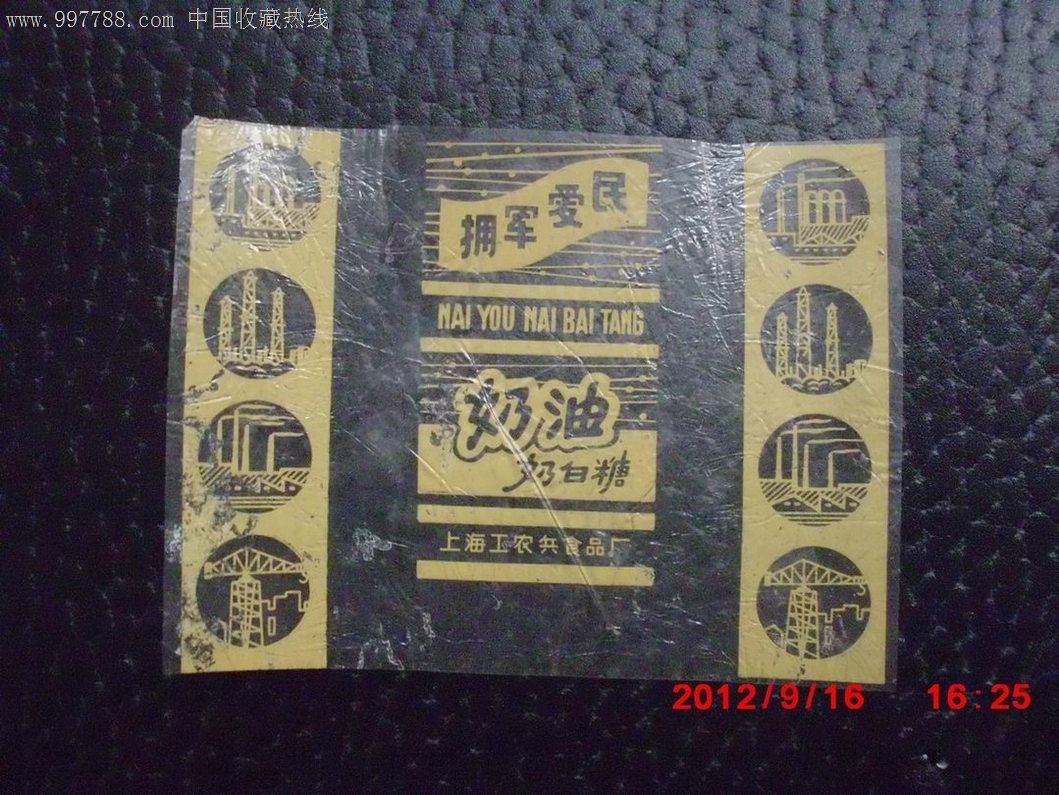 www.997788.com 中国收藏热线
拥军爱民
NAI YOU NAI BAI TANG
奶油
奶白糖
上海工农兵食品厂
2012/9/16 16:25